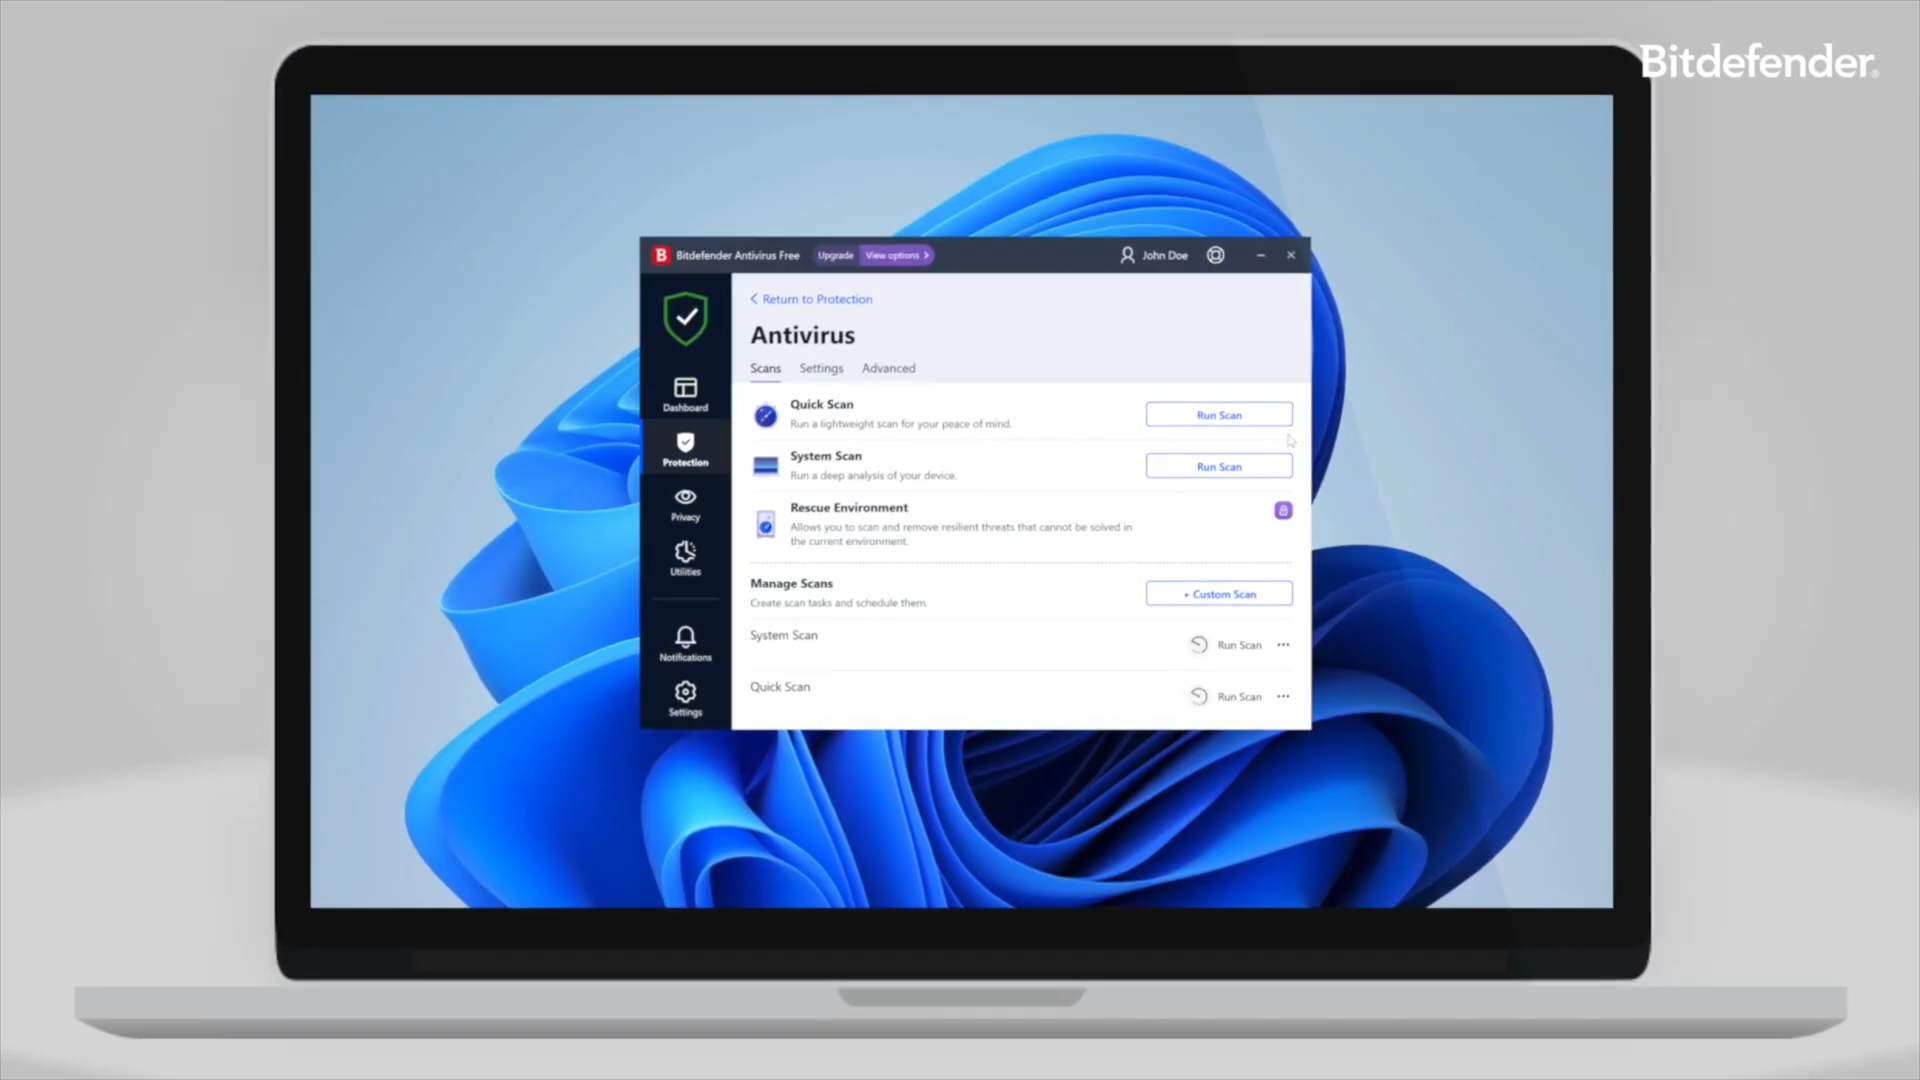 Bitdefender®
B Bitdefender Antivirus Free
Upgrade View options
John Doe
Return to Protection
Antivirus
Scans Settings Advanced
Dashboard
Protection
Privacy
Utilities
Notifications
Settings
Quick Scan
Run a lightweight scan for your peace of mind.
Run Scan
System Scan
Run a deep analysis of your device.
Run Scan
Rescue Environment
Allows you to scan and remove resilient threats that cannot be solved in
the current environment.
Manage Scans
Create scan tasks and schedule them.
+ Custom Scan
System Scan
Run Scan
Quick Scan
Run Scan